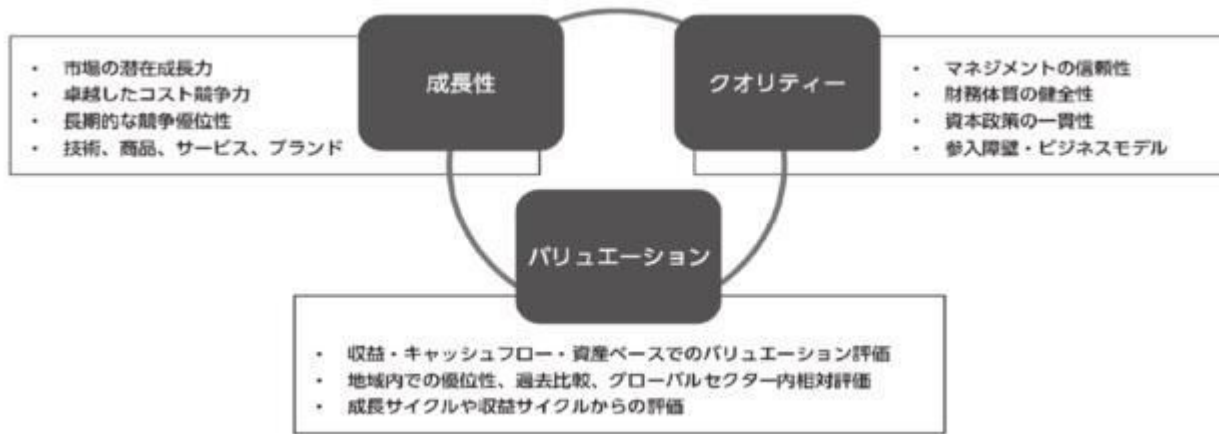 成長性
・ 市場の潜在成長力
・ 卓越したコスト競争力
・ 長期的な競争優位性
・ 技術、商品、サービス、ブランド
クオリティー
・ マネジメントの信頼性
・ 財務体質の健全性
・ 資本政策の一貫性
・ 参入障壁・ビジネスモデル
バリュエーション
・ 収益・キャッシュフロー・資産ベースでのバリュエーション評価
・ 地域内での優位性、過去比較、グローバルセクター内相対評価
・ 成長サイクルや収益サイクルからの評価